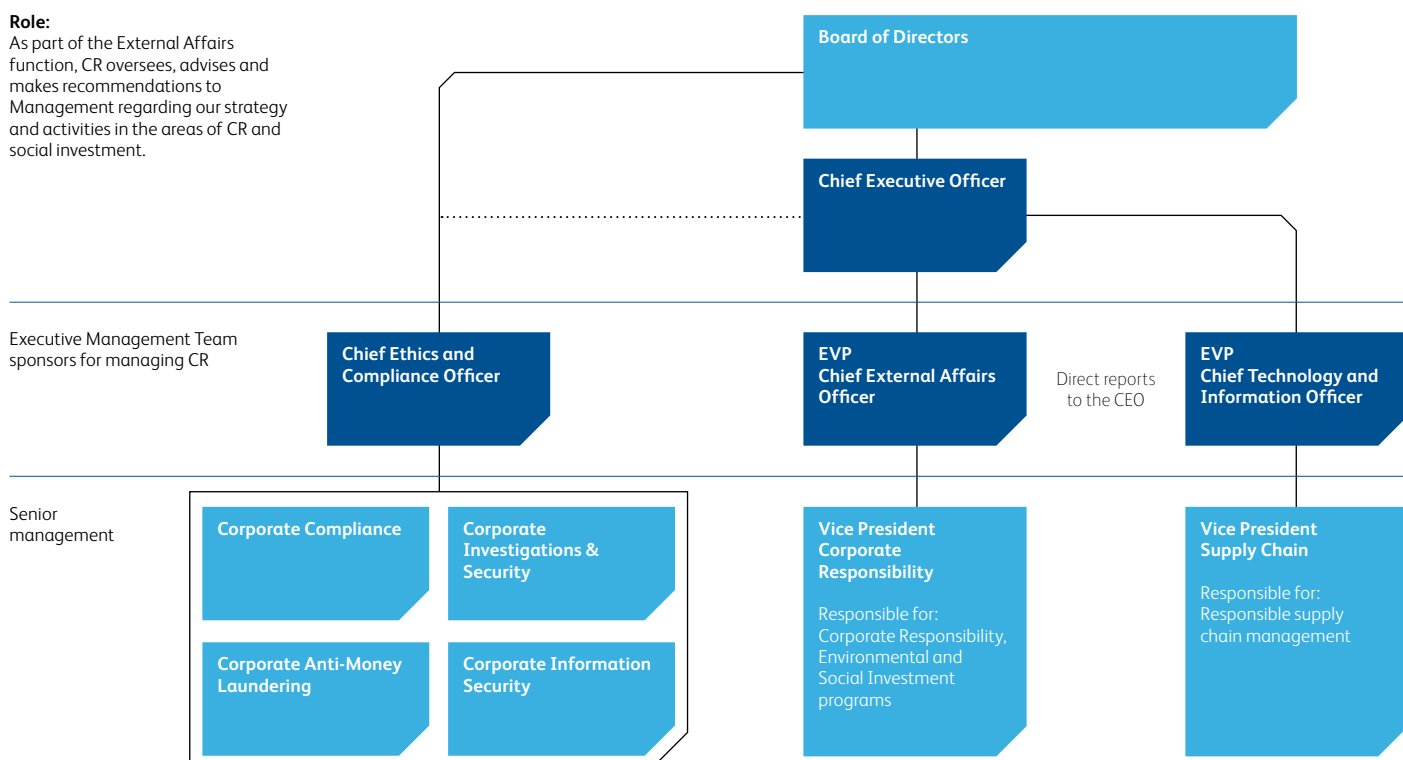 Role:
As part of the External Affairs
function, CR oversees, advises and
makes recommendations to
Management regarding our strategy
and activities in the areas of CR and
social investment.
Board of Directors
Chief Executive Officer
Executive Management Team
sponsors for managing CR
Chief Ethics and
Compliance Officer
EVP
Chief External Affairs
Officer
Direct reports
to the CEO
EVP
Chief Technology and
Information Officer
Senior
management
Corporate Compliance
Corporate
Investigations &
Security
Corporate Anti-Money
Laundering
Corporate Information
Security
Vice President
Corporate
Responsibility
Responsible for:
Corporate Responsibility,
Environmental and
Social Investment
programs
Vice President
Supply Chain
Responsible for:
Responsible supply
chain management